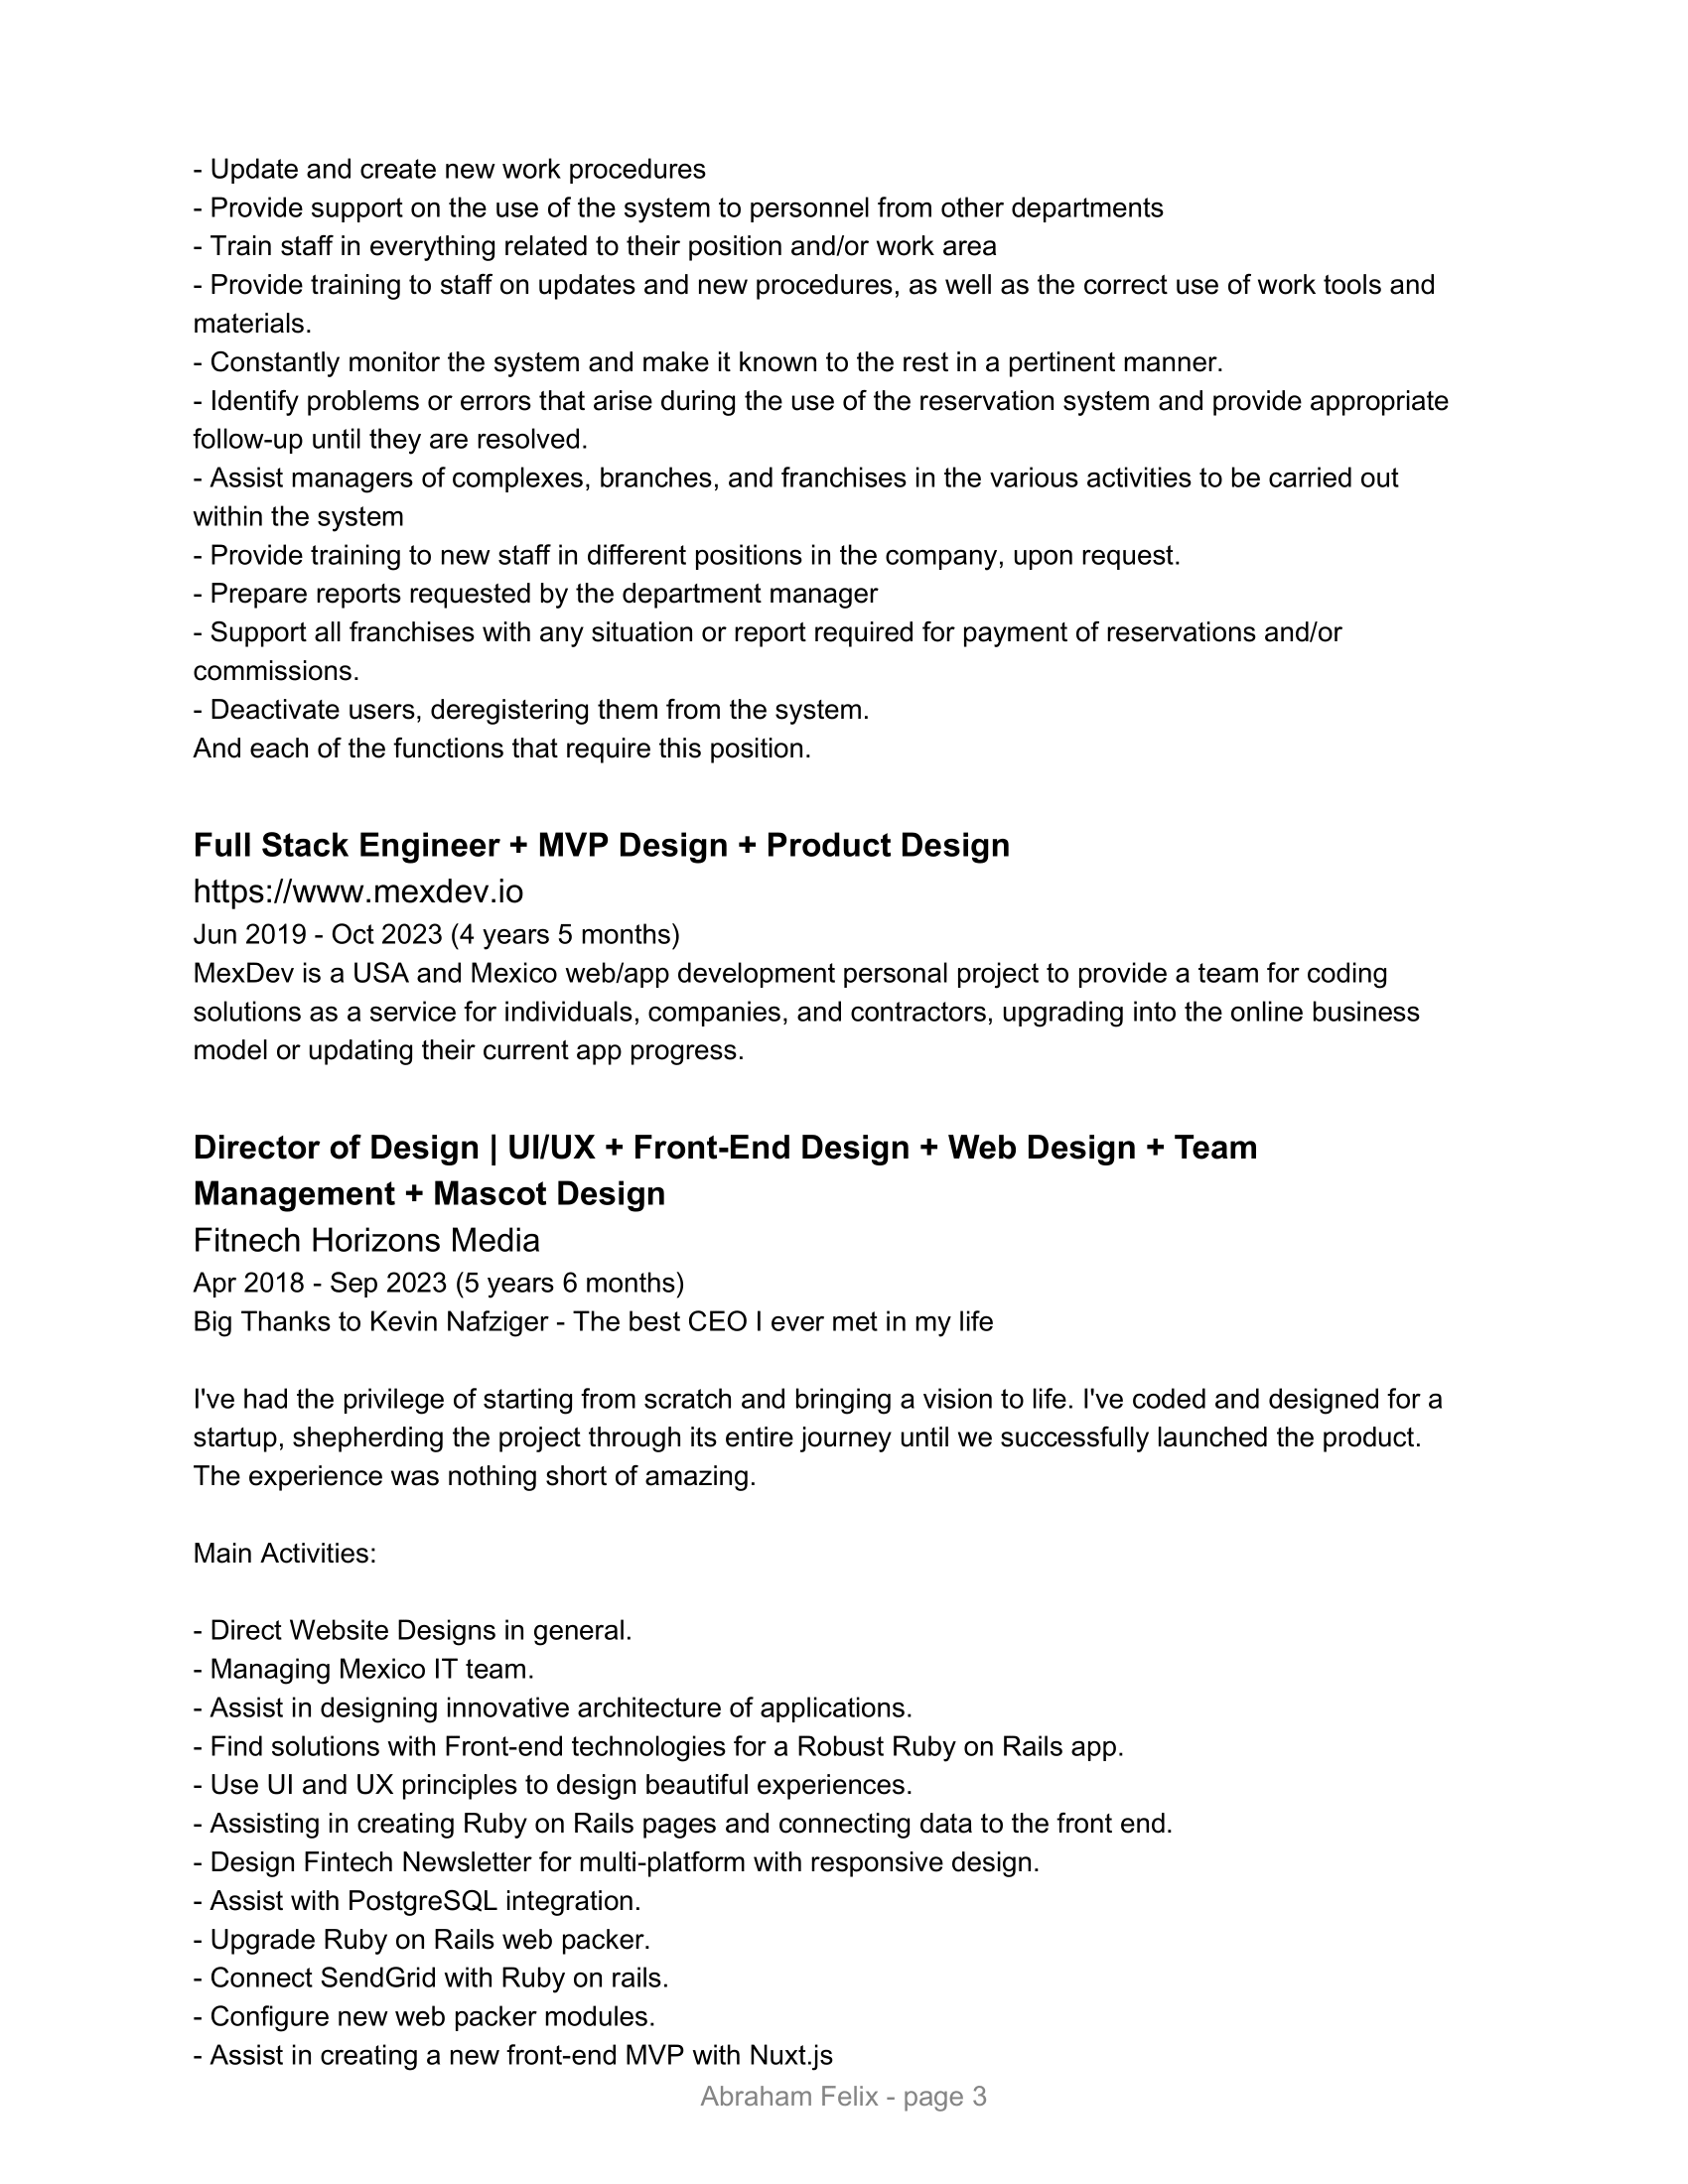 - Update and create new work procedures
- Provide support on the use of the system to personnel from other departments
- Train staff in everything related to their position and/or work area
- Provide training to staff on updates and new procedures, as well as the correct use of work tools and
materials.
- Constantly monitor the system and make it known to the rest in a pertinent manner.
- Identify problems or errors that arise during the use of the reservation system and provide appropriate
follow-up until they are resolved.
- Assist managers of complexes, branches, and franchises in the various activities to be carried out
within the system
- Provide training to new staff in different positions in the company, upon request.
- Prepare reports requested by the department manager
- Support all franchises with any situation or report required for payment of reservations and/or
commissions.
- Deactivate users, deregistering them from the system.
And each of the functions that require this position.
Full Stack Engineer + MVP Design + Product Design
https://www.mexdev.io
Jun 2019 - Oct 2023 (4 years 5 months)
MexDev is a USA and Mexico web/app development personal project to provide a team for coding
solutions as a service for individuals, companies, and contractors, upgrading into the online business
model or updating their current app progress.
Director of Design | UI/UX + Front-End Design + Web Design + Team
Management + Mascot Design
Fitnech Horizons Media
Apr 2018 - Sep 2023 (5 years 6 months)
Big Thanks to Kevin Nafziger - The best CEO I ever met in my life
I've had the privilege of starting from scratch and bringing a vision to life. I've coded and designed for a
startup, shepherding the project through its entire journey until we successfully launched the product.
The experience was nothing short of amazing.
Main Activities:
- Direct Website Designs in general.
- Managing Mexico IT team.
- Assist in designing innovative architecture of applications.
- Find solutions with Front-end technologies for a Robust Ruby on Rails app.
- Use UI and UX principles to design beautiful experiences.
- Assisting in creating Ruby on Rails pages and connecting data to the front end.
- Design Fintech Newsletter for multi-platform with responsive design.
- Assist with PostgreSQL integration.
- Upgrade Ruby on Rails web packer.
- Connect SendGrid with Ruby on rails.
- Configure new web packer modules.
- Assist in creating a new front-end MVP with Nuxt.js
Abraham Felix - page 3